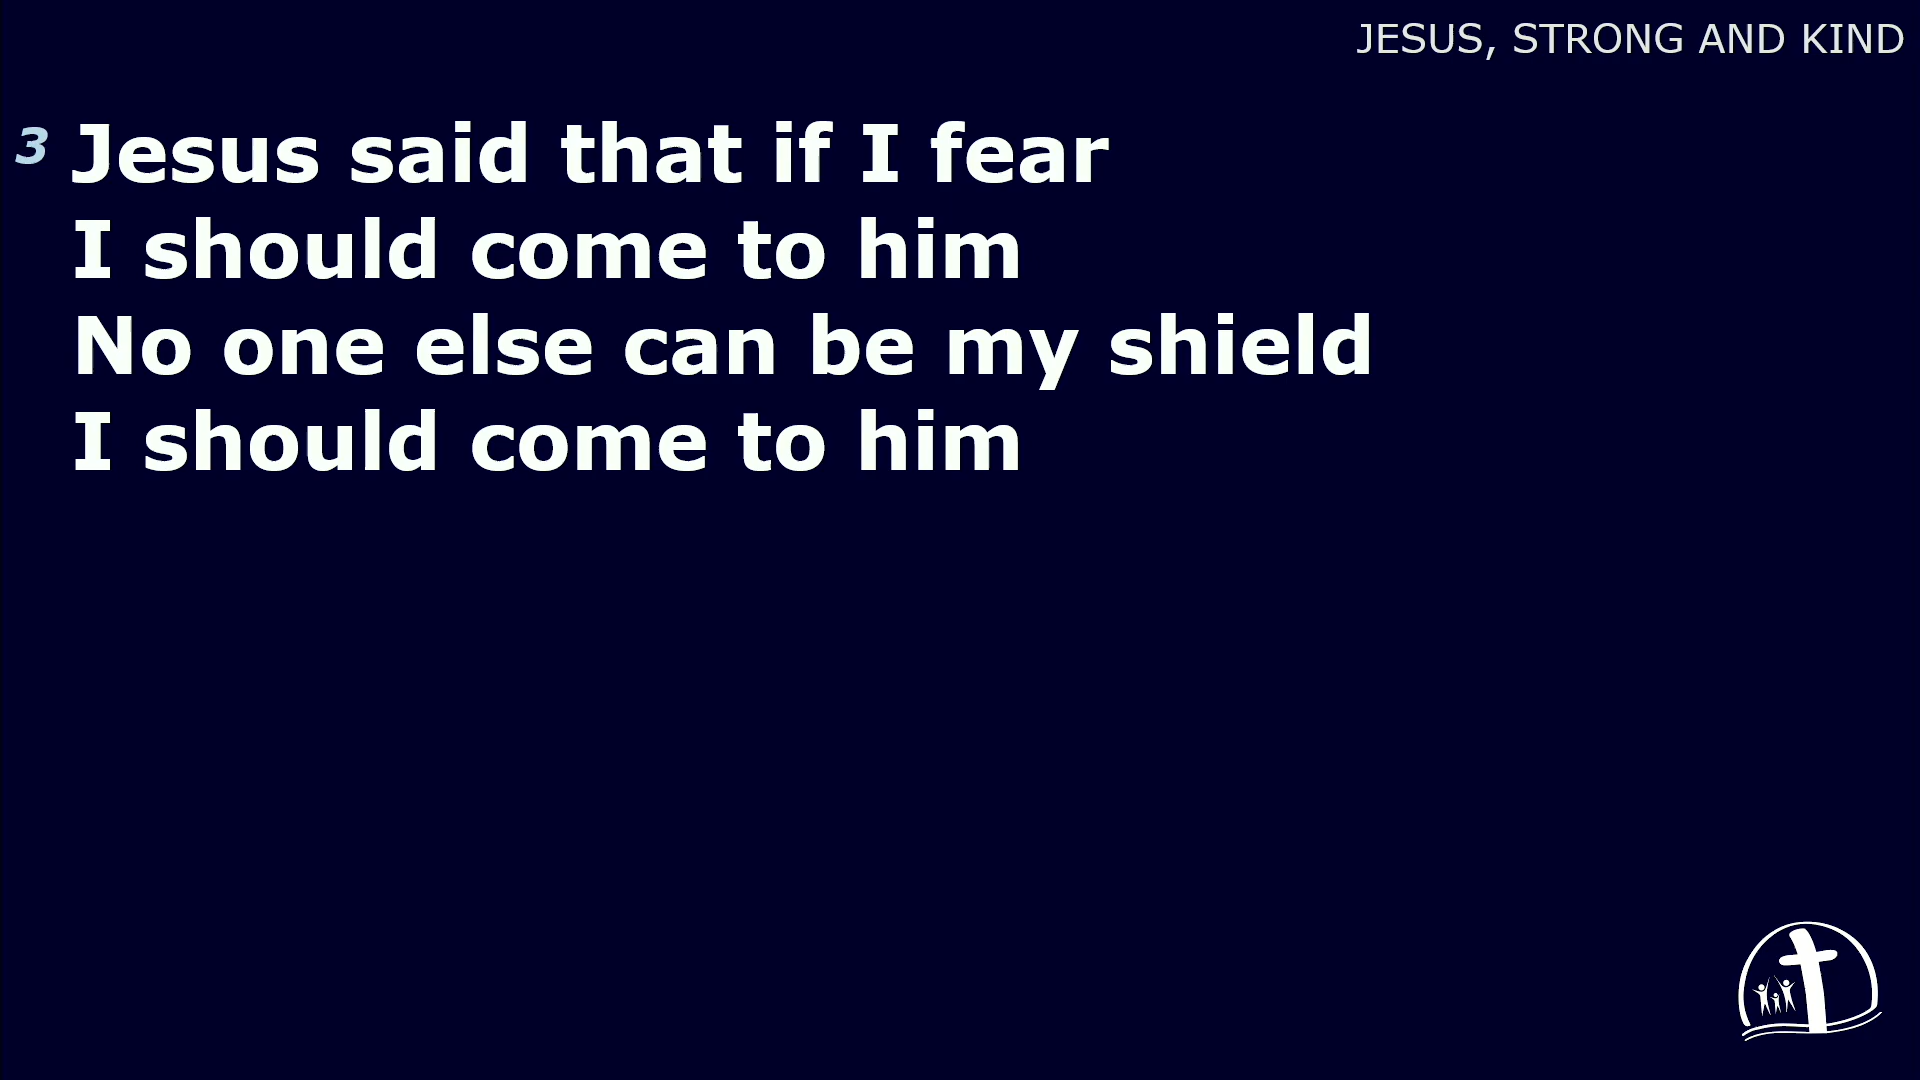 JESUS, STRONG AND KIND
3 Jesus said that if I fear
I should come to him
No one else can be my shield
I should come to him